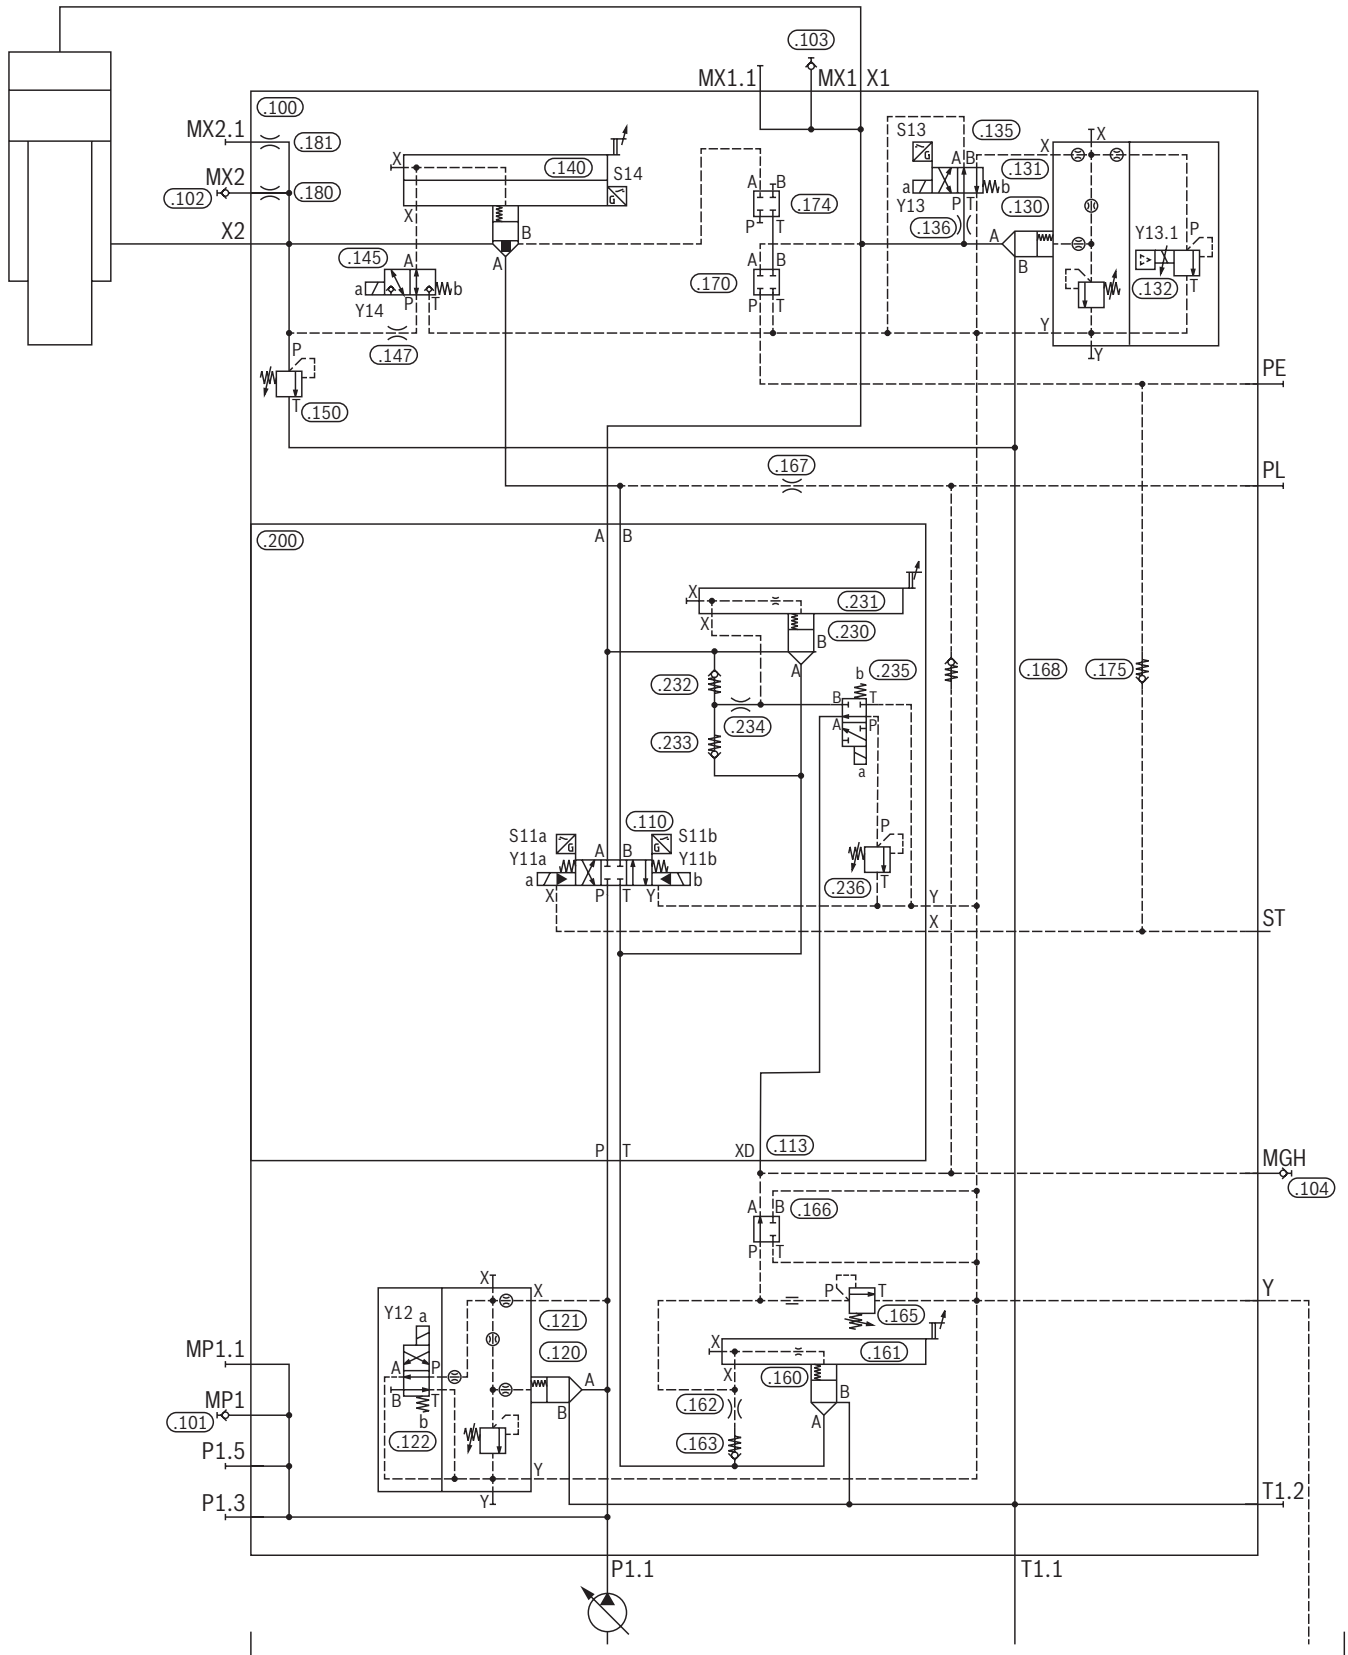 .103
MX1.1
MX1
X1
.100
MX2.1
.181
MX2
.102
.180
X2
X
.140
S14
G
X
B
A
.145
A
a
b
P
T
Y14
.147
P
T
.150
A
B
.174
P
T
A
B
.170
P
T
S13
G
.135
A
B
a
b
Y13
P
T
.136
.131
.130
X
X
A
B
Y13.1
P
.132
T
Y
Y
PE
PL
.167
.200
A
B
X
.231
X
.230
B
A
.232
.234
.233
b
.235
B
T
A
P
a
.168
.175
S11a
G
.110
S11b
G
Y11a
A
B
Y11b
a
b
X
P
T
Y
P
T
.236
Y
X
ST
P
T
XD
.113
MGH
.104
A
B
.166
P
T
X
X
Y12
a
.121
.120
A
P
B
T
b
.122
A
B
Y
Y
P
T
.165
Y
X
.161
X
.160
B
A
.162
.163
MP1.1
MP1
.101
P1.5
P1.3
T1.2
P1.1
T1.1